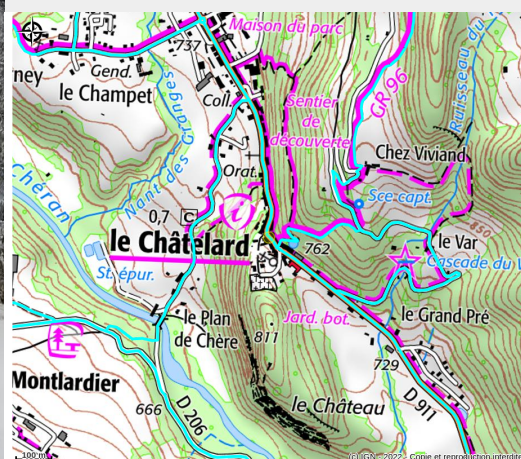 Maison du parc
737
ney
Gend.
le Champet
Coll.
Nant des Granges
Sentier
de
découverte
GR 96
Ruisseau du
Chez Viviand
Orat.
Sce capt.
chéran
0,7 C
i
le Châtelard
762
le Var
850
Cascade du V
St. épur.
le Plan
de Chère
Jard. bot.
le Grand Pré
811
729
Montlardier
666
D 206
le Château
D 911
100 m
(c) IGN - 2022 - Copie et reproduction interdite